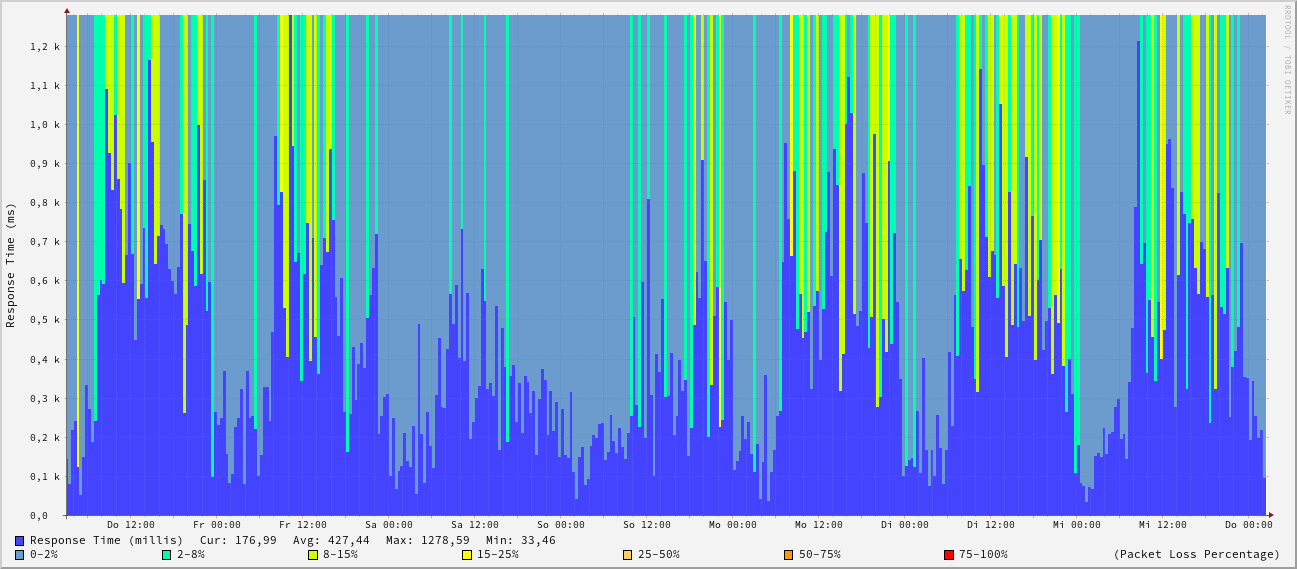 RRDTOOL / TOBI OETIKER
Response Time (ms)
1,2 k
1,1 k
1,0 k
0,9 k
0,8 k
0,7 k
0,6 k
0,5 k
0,4 k
0,3 k
0,2 k
0,1 k
0,0
Do 12:00 Fr 00:00 Fr 12:00 Sa 00:00 Sa 12:00 So 00:00 So 12:00 Mo 00:00 Mo 12:00 Di 00:00 Di 12:00 Mi 00:00 Mi 12:00 Do 00:00
Response Time (millis) Cur: 176,99 Avg: 427,44 Max: 1278,59 Min: 33,46
0-2% 2-8% 8-15% 15-25% 25-50% 50-75% 75-100% (Packet Loss Percentage)